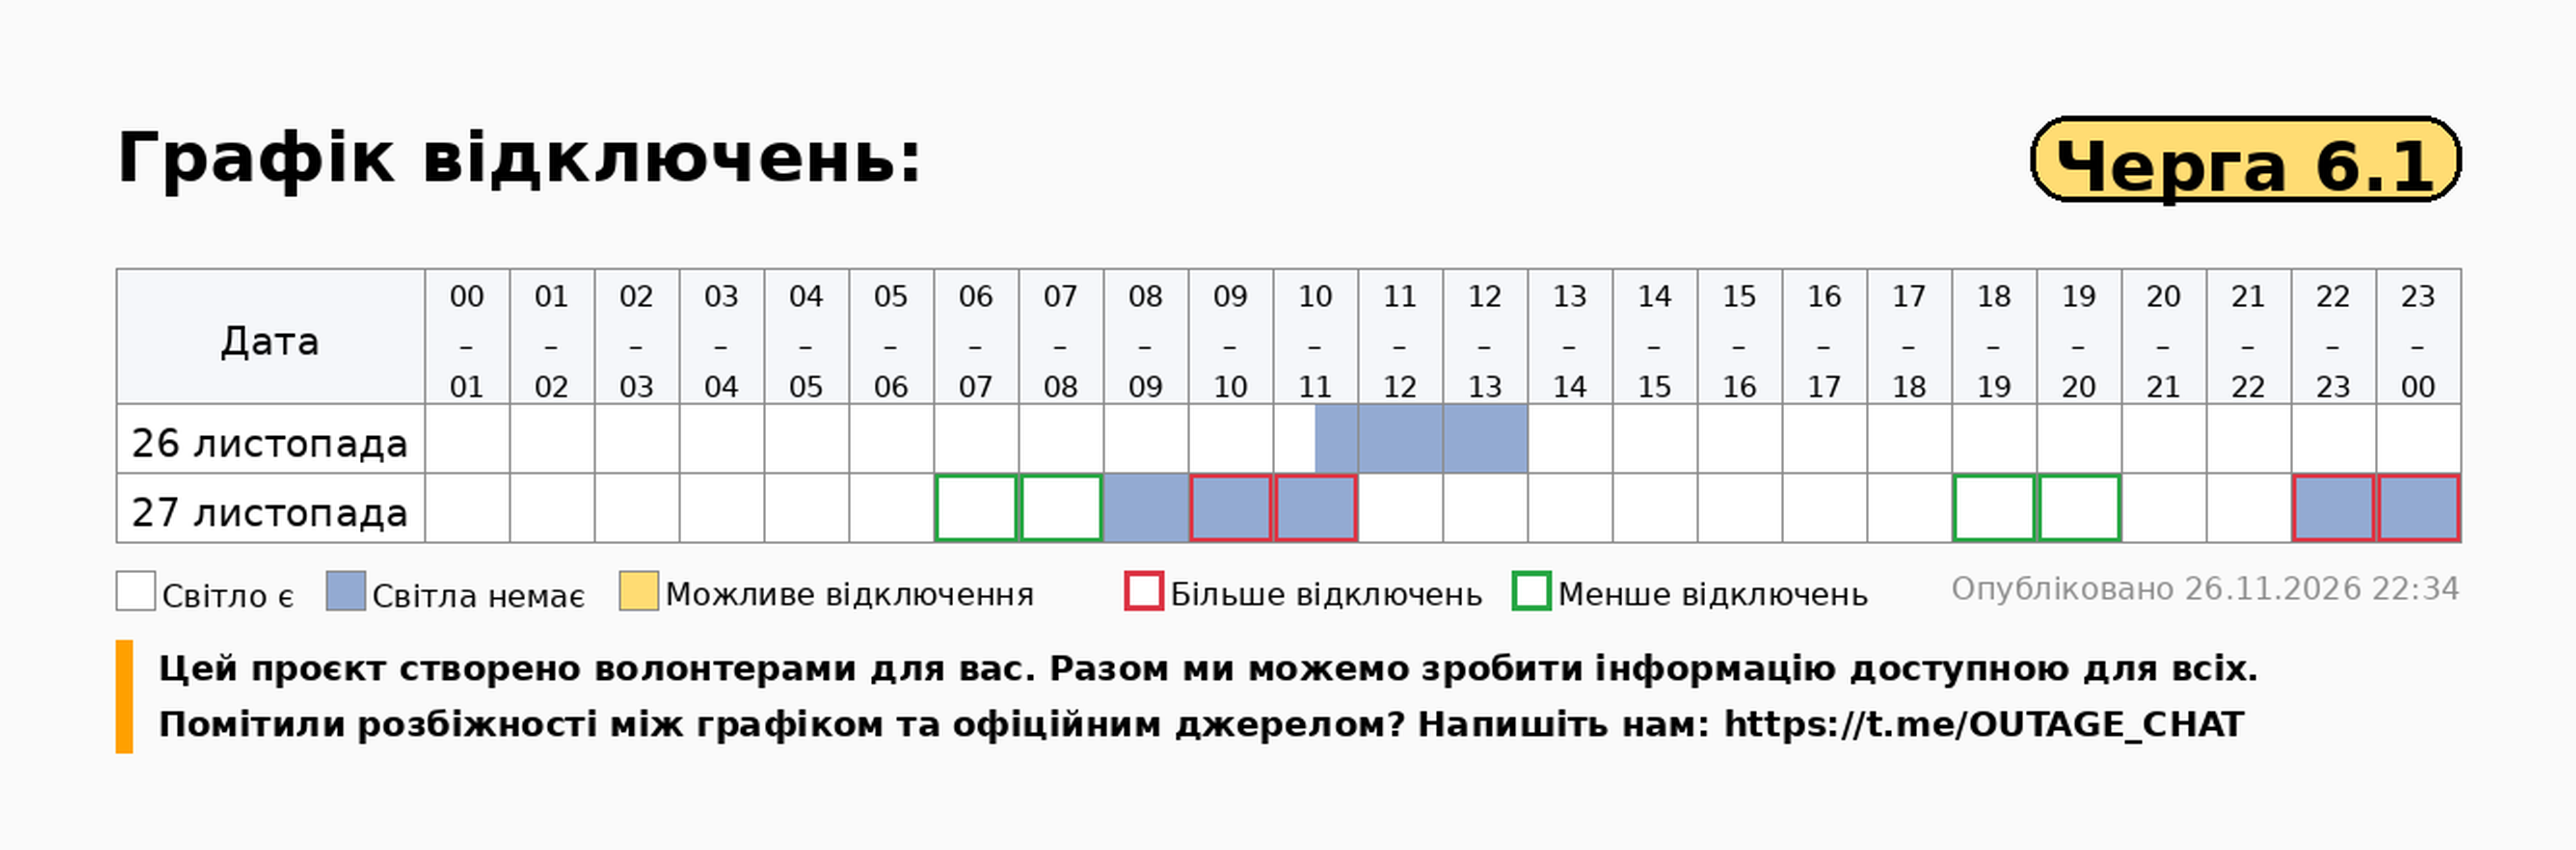 Графік відключень:
Черга 6.1
Дата
00 – 01
01 – 02
02 – 03
03 – 04
04 – 05
05 – 06
06 – 07
07 – 08
08 – 09
09 – 10
10 – 11
11 – 12
12 – 13
13 – 14
14 – 15
15 – 16
16 – 17
17 – 18
18 – 19
19 – 20
20 – 21
21 – 22
22 – 23
23 – 00
26 листопада
27 листопада
Світло є
Світла немає
Можливе відключення
Більше відключень
Менше відключень
Опубліковано 26.11.2026 22:34
Цей проєкт створено волонтерами для вас. Разом ми можемо зробити інформацію доступною для всіх.
Помітили розбіжності між графіком та офіційним джерелом? Напишіть нам: https://t.me/OUTAGE_CHAT